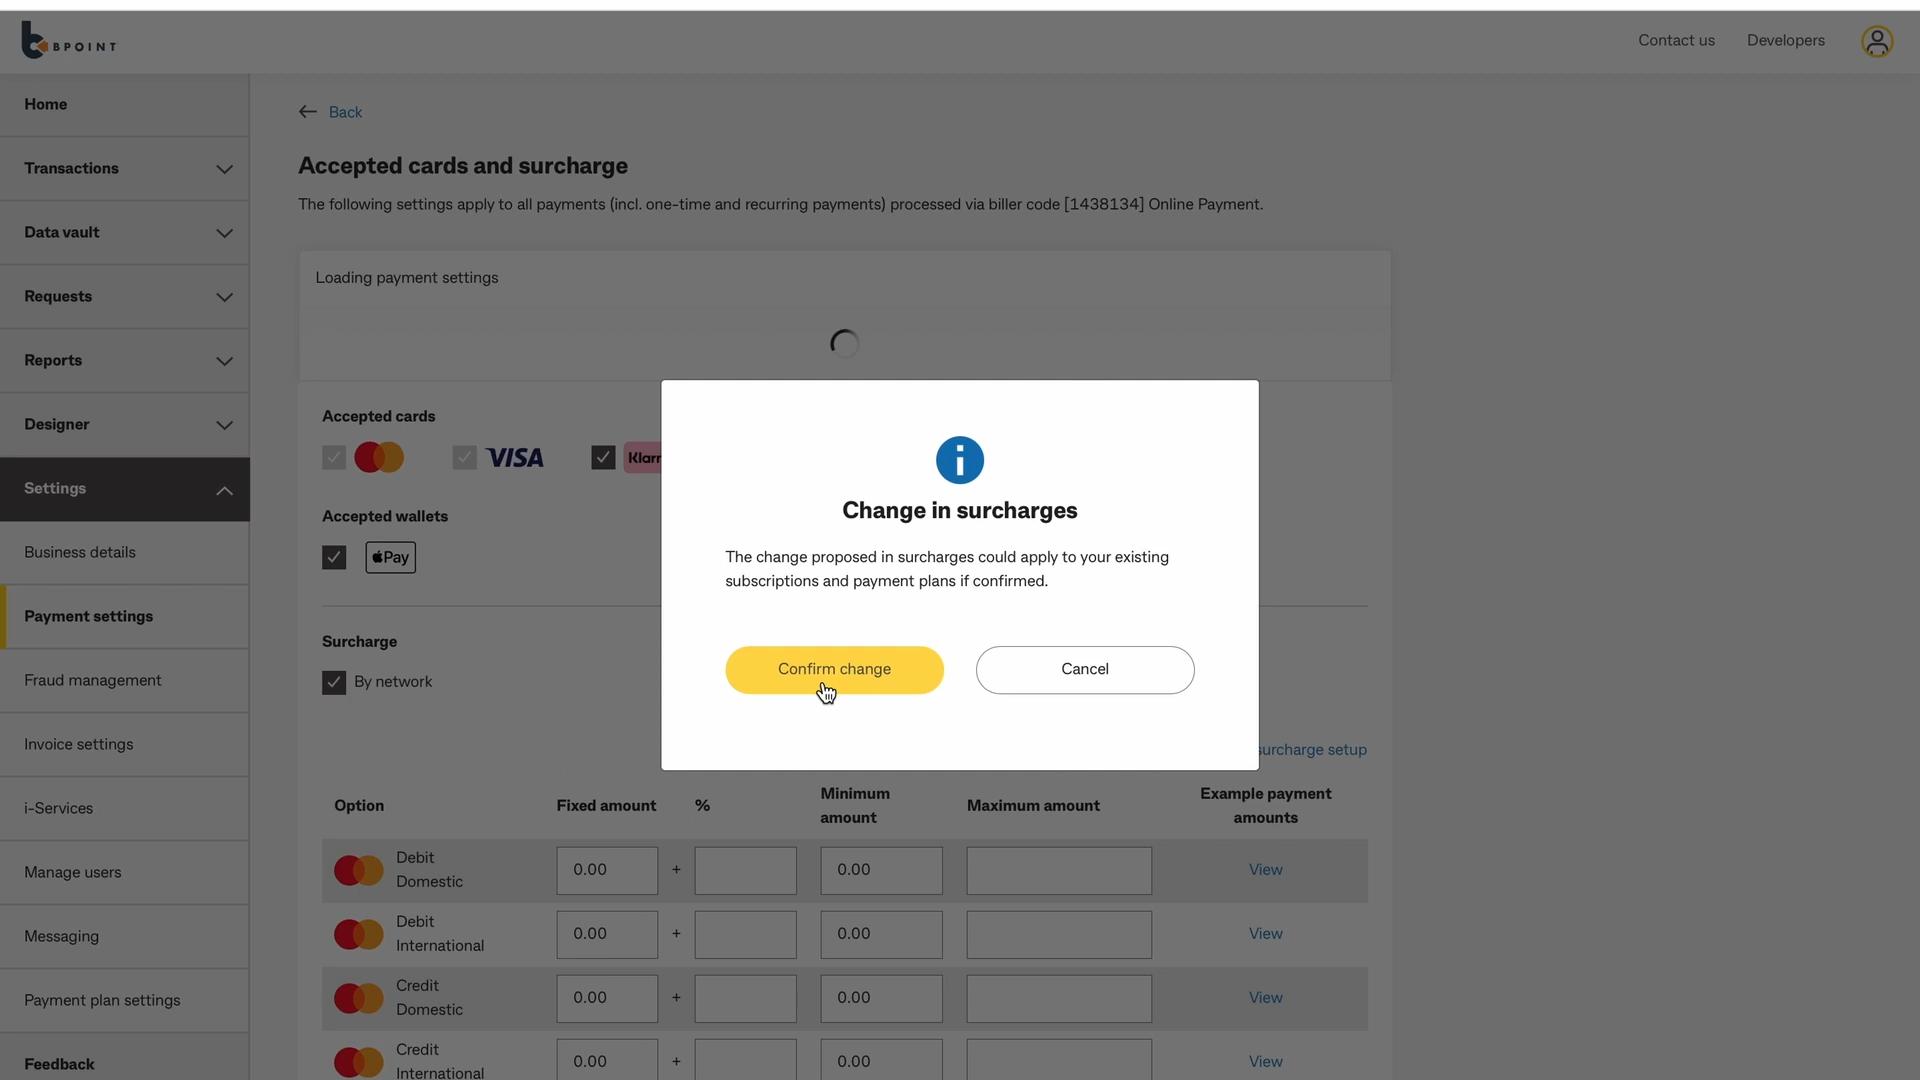 BPOINT
Contact us
Developers
Home
Transactions
Data vault
Requests
Reports
Designer
Settings
Business details
Payment settings
Fraud management
Invoice settings
i-Services
Manage users
Messaging
Payment plan settings
Feedback
Back
Accepted cards and surcharge
The following settings apply to all payments (incl. one-time and recurring payments) processed via biller code [1438134] Online Payment.
Loading payment settings
Accepted cards
VISA
Klarn
Accepted wallets
Pay
Surcharge
By network
Change in surcharges
The change proposed in surcharges could apply to your existing
subscriptions and payment plans if confirmed.
Confirm change
Cancel
surcharge setup
Option
Fixed amount
%
Minimum
amount
Maximum amount
Example payment
amounts
Debit
Domestic
0.00
+
0.00
View
Debit
International
0.00
+
0.00
View
Credit
Domestic
0.00
+
0.00
View
Credit
International
0.00
+
0.00
View